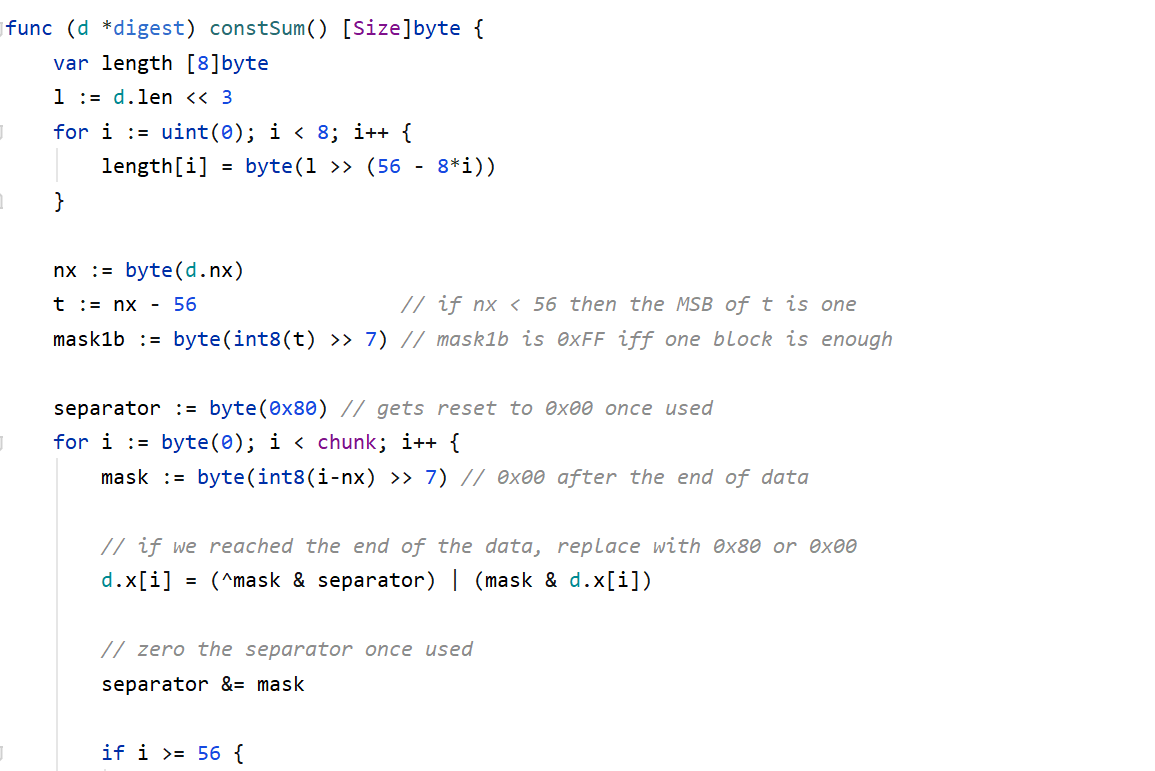 func (d *digest) constSum() [Size]byte {
    var length [8]byte
    l := d.len << 3
    for i := uint(0); i < 8; i++ {
        length[i] = byte(l >> (56 - 8*i))
    }
    nx := byte(d.nx)
    t := nx - 56                 // if nx < 56 then the MSB of t is one
    mask1b := byte(int8(t) >> 7) // mask1b is 0xFF iff one block is enough
    separator := byte(0x80) // gets reset to 0x00 once used
    for i := byte(0); i < chunk; i++ {
        mask := byte(int8(i-nx) >> 7) // 0x00 after the end of data
        // if we reached the end of the data, replace with 0x80 or 0x00
        d.x[i] = (^mask & separator) | (mask & d.x[i])
        // zero the separator once used
        separator &= mask
        if i >= 56 {